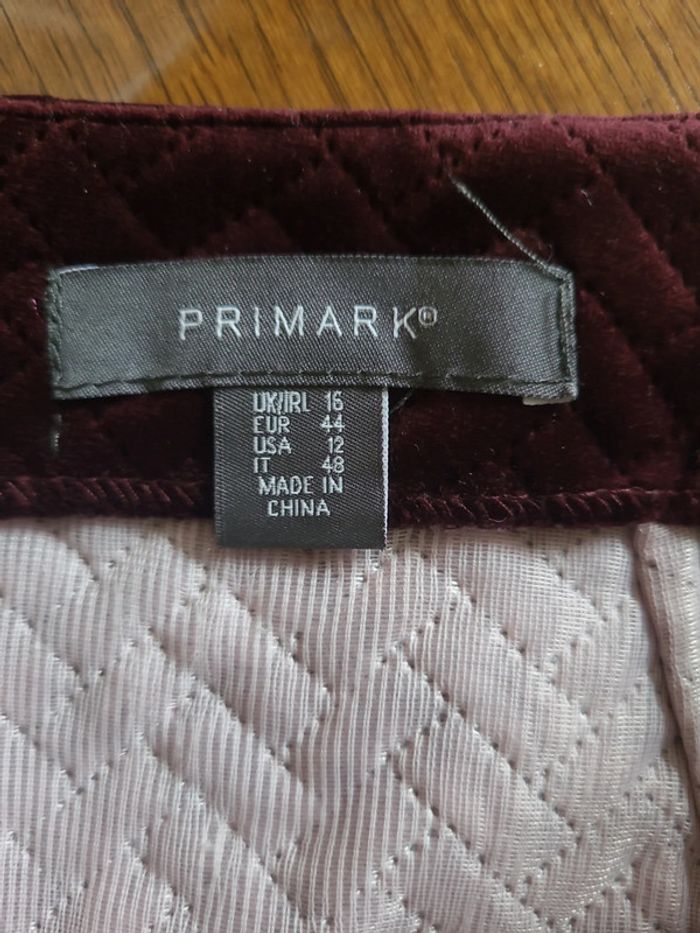 PRIMARK®
UK/IRL 16
EUR 44
USA 12
IT 48
MADE IN
CHINA